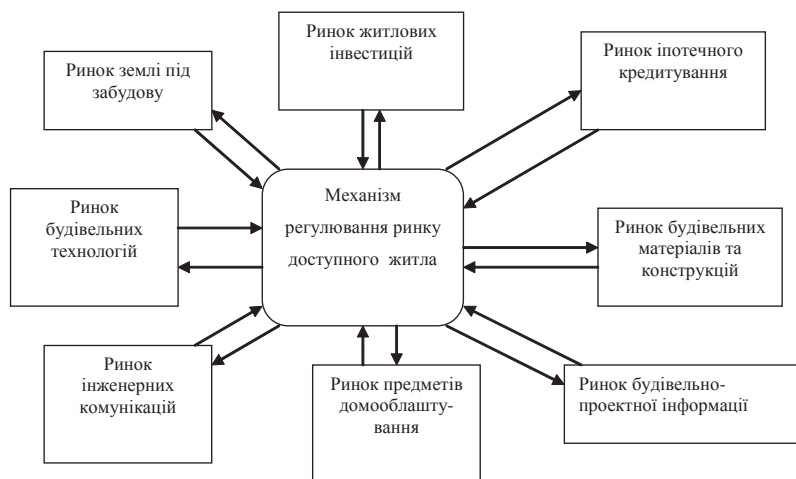 Ринок житлових
інвестицій
Ринок іпотечного
кредитування
Ринок землі під
забудову
Механізм
регулювання ринку
доступного житла
Ринок
будівельних
технологій
Ринок будівельних
матеріалів та
конструкцій
Ринок
інженерних
комунікацій
Ринок предметів
домооблашту-
вання
Ринок будівельно-
проектної інформації